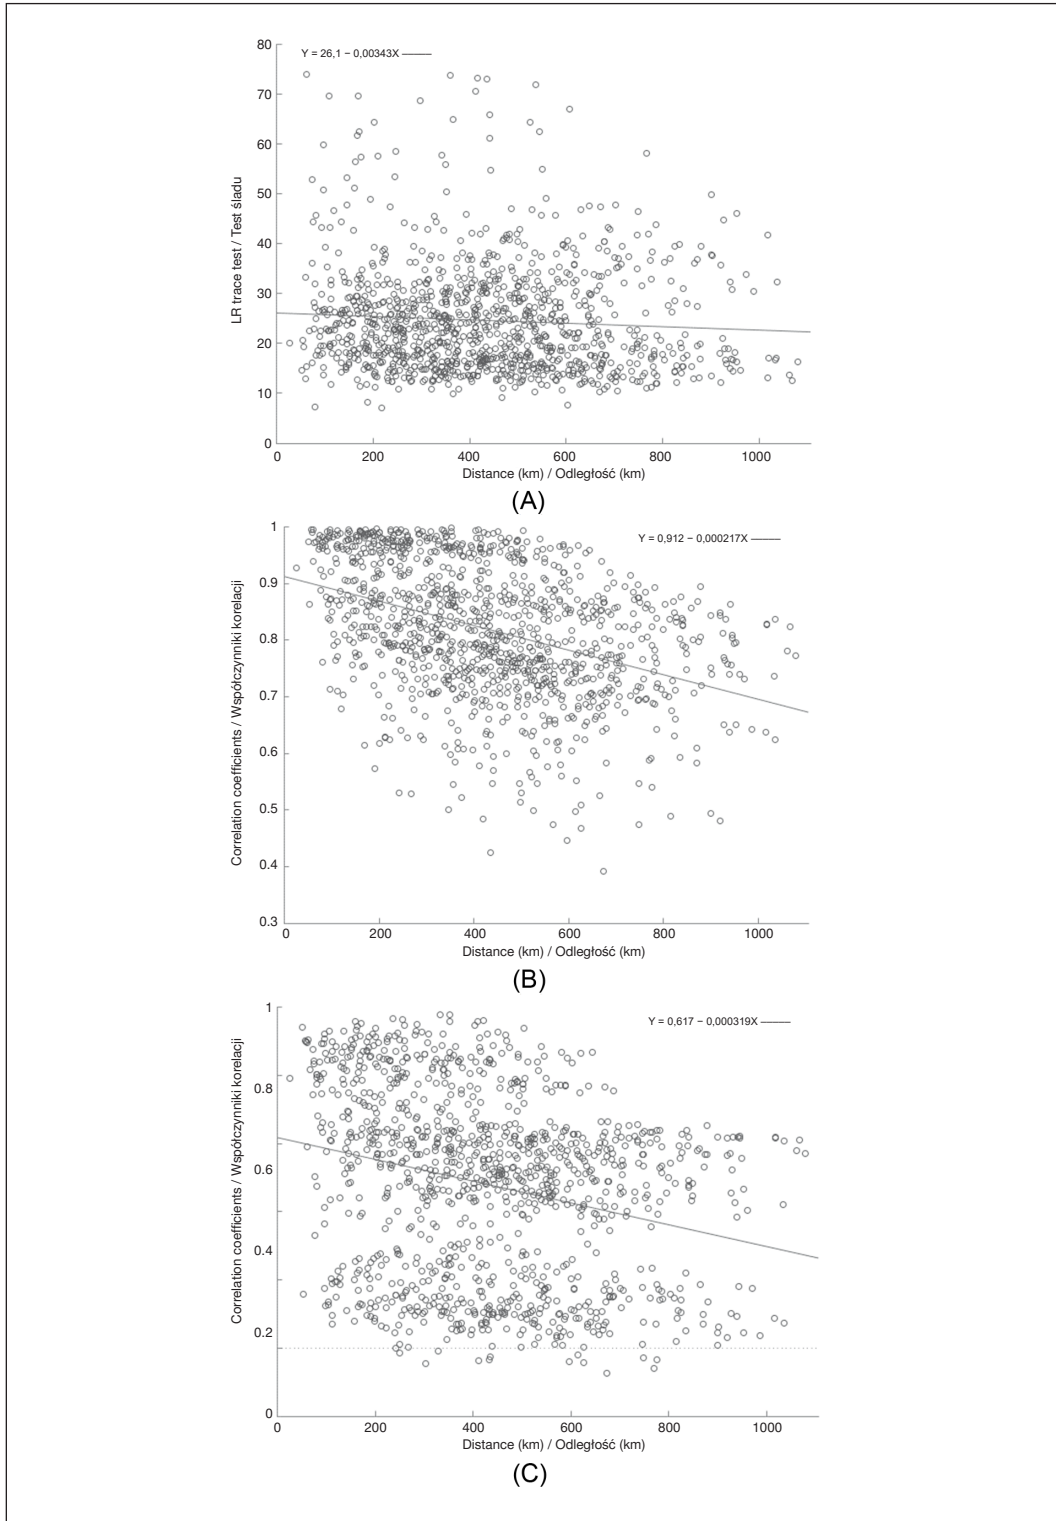 Y = 26,1 − 0,00343X
80
70
60
50
40
30
20
10
0
LR trace test / Test śladu
0 200 400 600 800 1000
Distance (km) / Odległość (km)
(A)
Y = 0,912 − 0,000217X
1
0.9
0.8
0.7
0.6
0.5
0.4
0.3
Correlation coefficients / Współczynniki korelacji
0 200 400 600 800 1000
Distance (km) / Odległość (km)
(B)
Y = 0,617 − 0,000319X
1
0.8
0.6
0.4
0.2
0
Correlation coefficients / Współczynniki korelacji
0 200 400 600 800 1000
Distance (km) / Odległość (km)
(C)